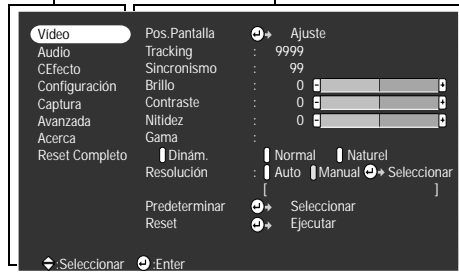 Vídeo
Audio
CEfecto
Configuración
Captura
Avanzada
Acerca
Reset Completo
Pos.Pantalla Ajuste
Tracking : 9999
Sincronismo : 99
Brillo : 0 - +
Contraste : 0 - +
Nitidez : 0 - +
Gama :
Dinám. Normal Naturel
Resolución : Auto Manual Seleccionar
[ ]
Predeterminar Seleccionar
Reset Ejecutar
:Seleccionar :Enter